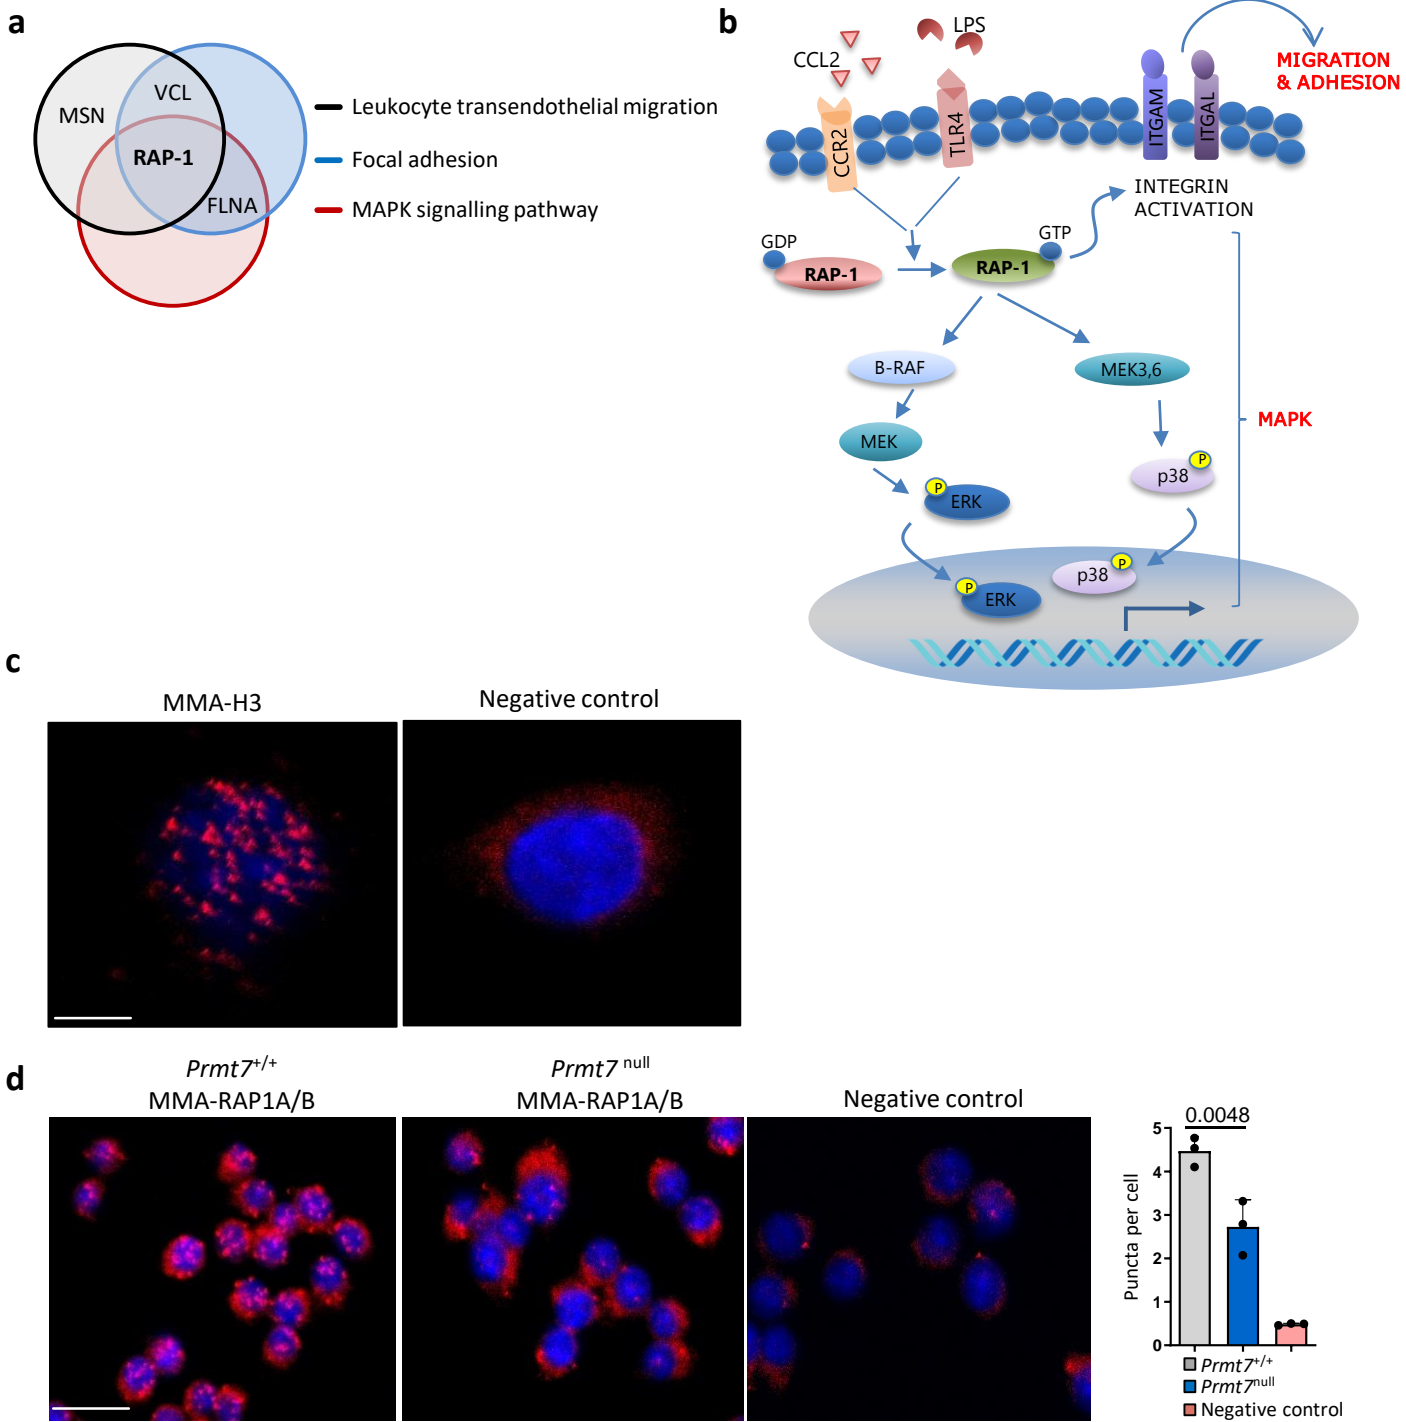 a
MSN
VCL
RAP-1
FLNA
Leukocyte transendothelial migration
Focal adhesion
MAPK signalling pathway
b
LPS
CCL2
MIGRATION
& ADHESION
CCR2
TLR4
ITGAM
ITGAL
INTEGRIN
ACTIVATION
GDP
RAP-1
GTP
RAP-1
B-RAF
MEK3,6
MEK
MAPK
P
p38
P
ERK
P
p38
P
ERK
c
MMA-H3
Negative control
d
Prmt7+/+
MMA-RAP1A/B
Prmt7 null
MMA-RAP1A/B
Negative control
0.0048
Puncta per cell
5
4
3
2
1
0
Prmt7+/+
Prmt7null
Negative control